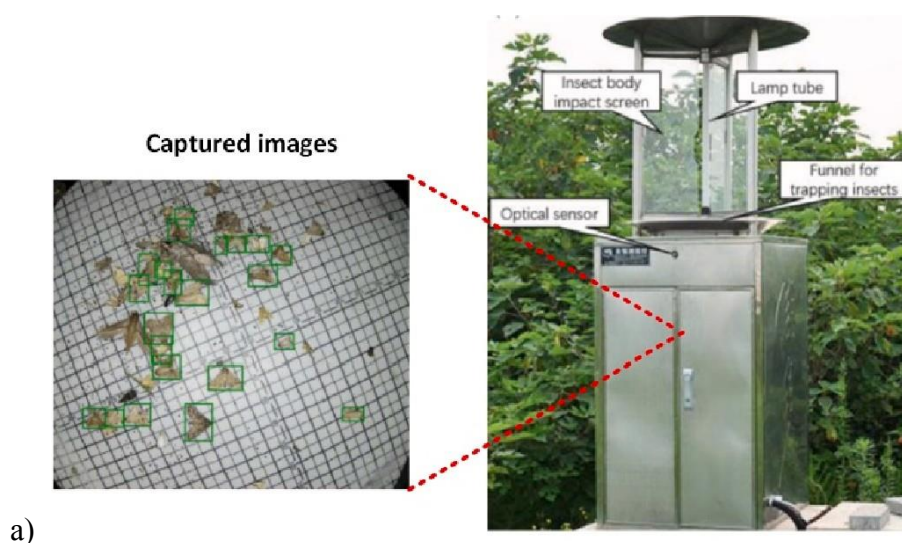 Insect body
impact screen
Lamp tube
Captured images
Funnel for
trapping insects
Optical sensor
a)